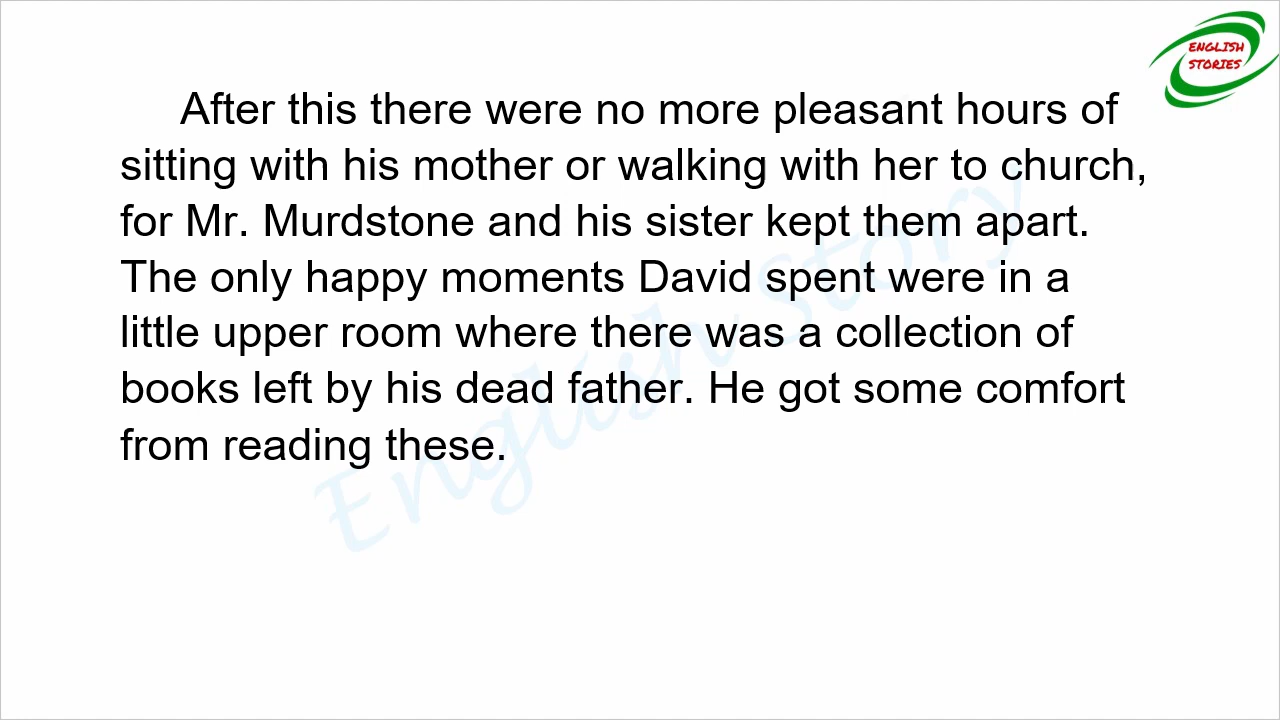 ENGLISH
STORIES
After this there were no more pleasant hours of
sitting with his mother or walking with her to church,
for Mr. Murdstone and his sister kept them apart.
The only happy moments David spent were in a
little upper room where there was a collection of
books left by his dead father. He got some comfort
from reading these.
English Story